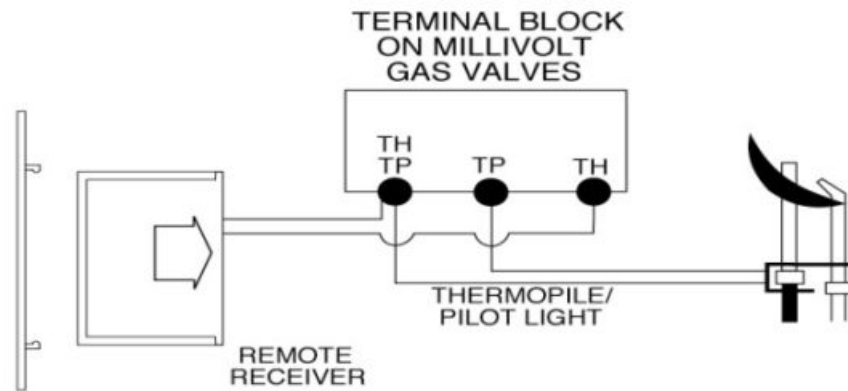 TERMINAL BLOCK
ON MILLIVOLT
GAS VALVES
TH
TP
TP
TH
THERMOPILE/
PILOT LIGHT
REMOTE
RECEIVER